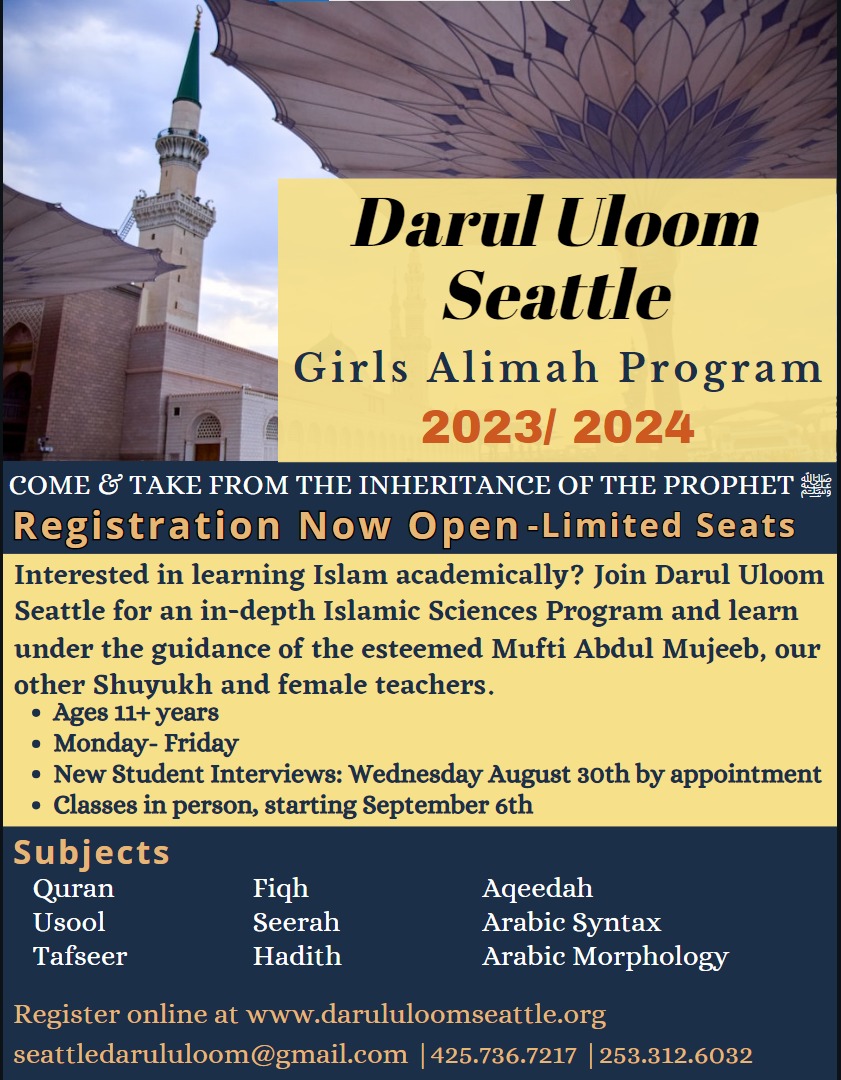 Darul Uloom
Seattle
Girls Alimah Program
2023/ 2024
COME & TAKE FROM THE INHERITANCE OF THE PROPHET ﷺ
Registration Now Open -Limited Seats
Interested in learning Islam academically? Join Darul Uloom
Seattle for an in-depth Islamic Sciences Program and learn
under the guidance of the esteemed Mufti Abdul Mujeeb, our
other Shuyukh and female teachers.
• Ages 11+ years
• Monday- Friday
• New Student Interviews: Wednesday August 30th by appointment
• Classes in person, starting September 6th
Subjects
Quran Fiqh Aqeedah
Usool Seerah Arabic Syntax
Tafseer Hadith Arabic Morphology
Register online at www.darululoomseattle.org
seattledarululoom@gmail.com |425.736.7217 |253.312.6032